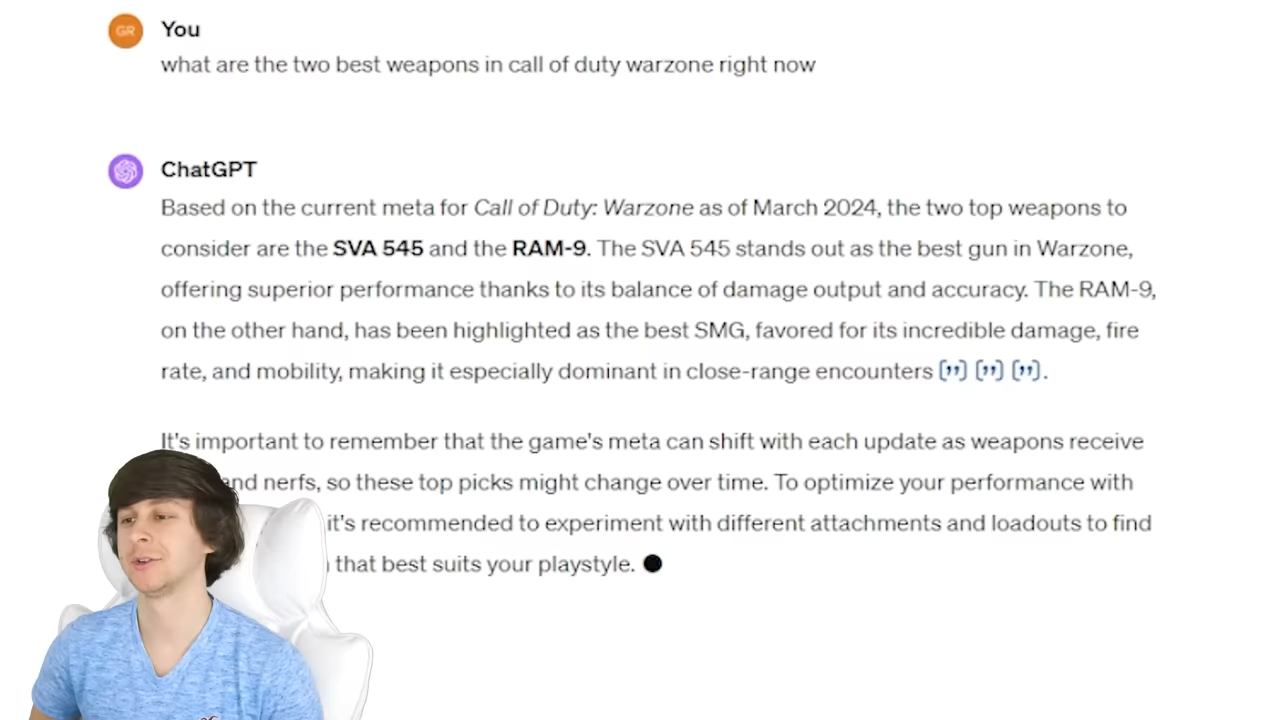 GR
You
what are the two best weapons in call of duty warzone right now
ChatGPT
Based on the current meta for Call of Duty: Warzone as of March 2024, the two top weapons to
consider are the SVA 545 and the RAM-9. The SVA 545 stands out as the best gun in Warzone,
offering superior performance thanks to its balance of damage output and accuracy. The RAM-9,
on the other hand, has been highlighted as the best SMG, favored for its incredible damage, fire
rate, and mobility, making it especially dominant in close-range encounters ["] ["] ["].
It's important to remember that the game's meta can shift with each update as weapons receive
and nerfs, so these top picks might change over time. To optimize your performance with
it's recommended to experiment with different attachments and loadouts to find
that best suits your playstyle.